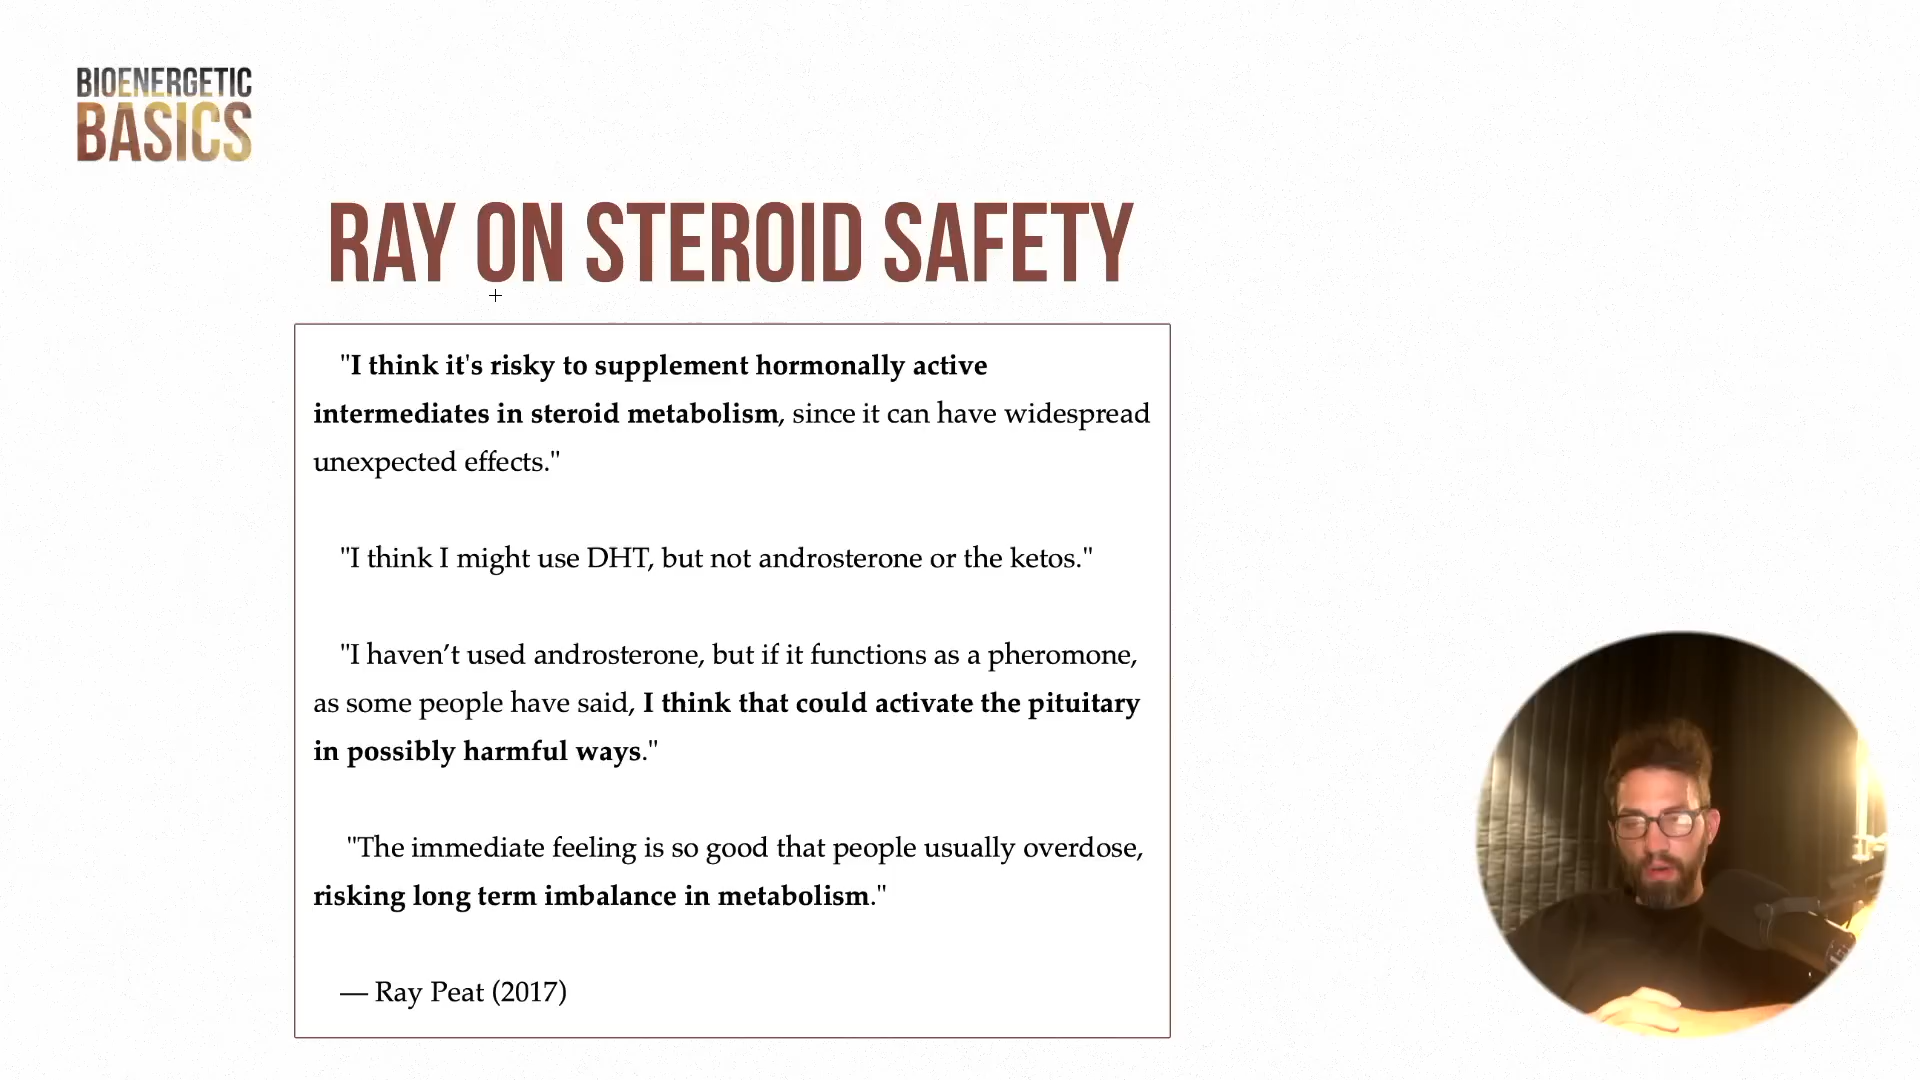 BIOENERGETIC
BASICS
RAY ON STEROID SAFETY
"I think it's risky to supplement hormonally active
intermediates in steroid metabolism, since it can have widespread
unexpected effects."
"I think I might use DHT, but not androsterone or the ketos."
"I haven’t used androsterone, but if it functions as a pheromone,
as some people have said, I think that could activate the pituitary
in possibly harmful ways."
"The immediate feeling is so good that people usually overdose,
risking long term imbalance in metabolism."
— Ray Peat (2017)